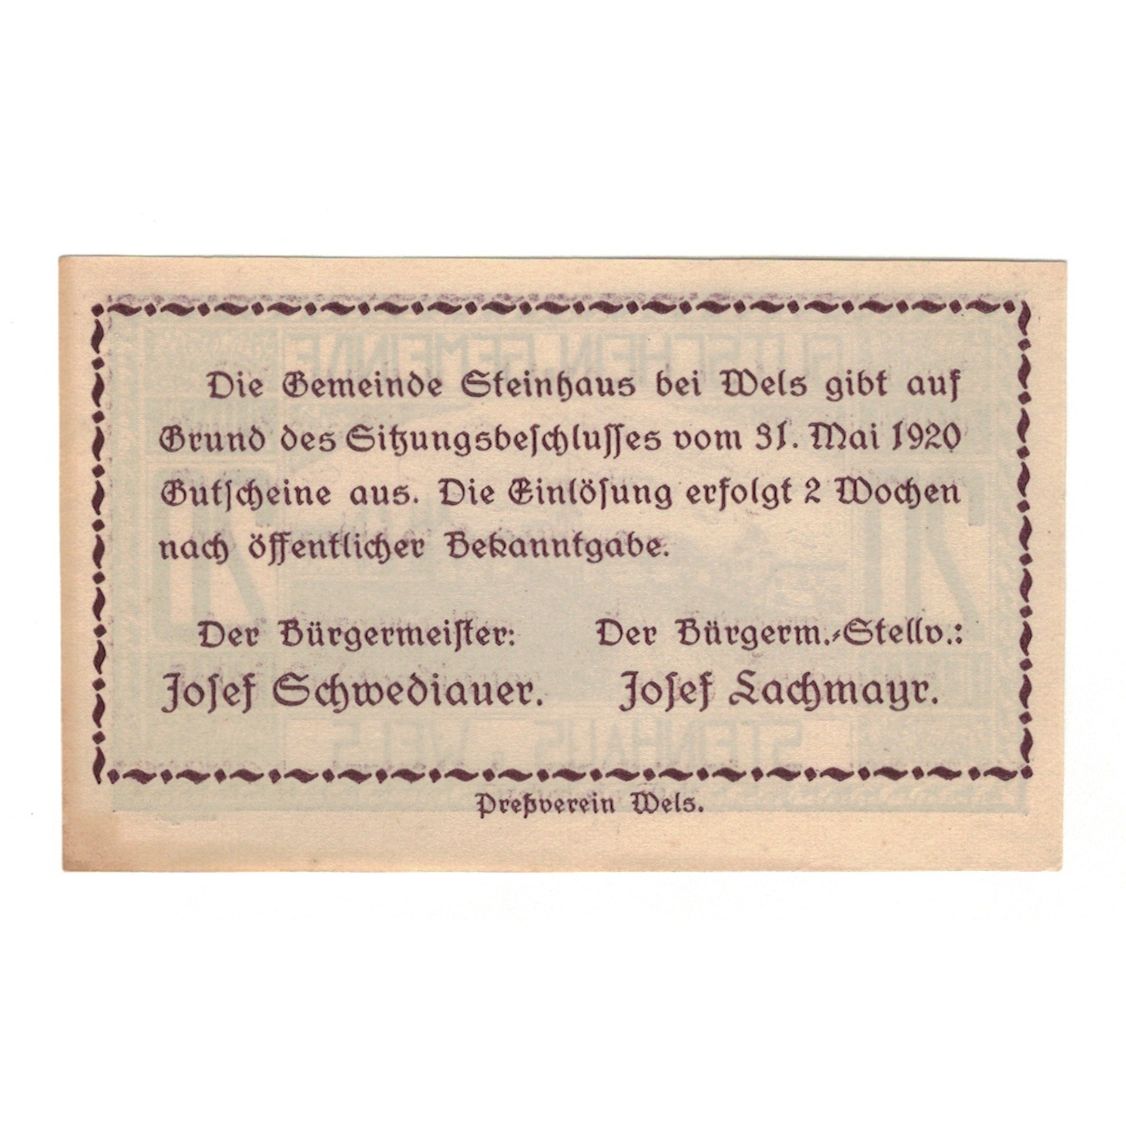 Die Gemeinde Steinhaus bei Wels gibt auf
Grund des Sitzungsbeschlusses vom 31. Mai 1920
Gutscheine aus. Die Einlösung erfolgt 2 Wochen
nach öffentlicher Bekanntgabe.
Der Bürgermeister:
Josef Schwediauer.
Der Bürgerm.-Stellv.:
Josef Lachmayr.
Preßverein Wels.